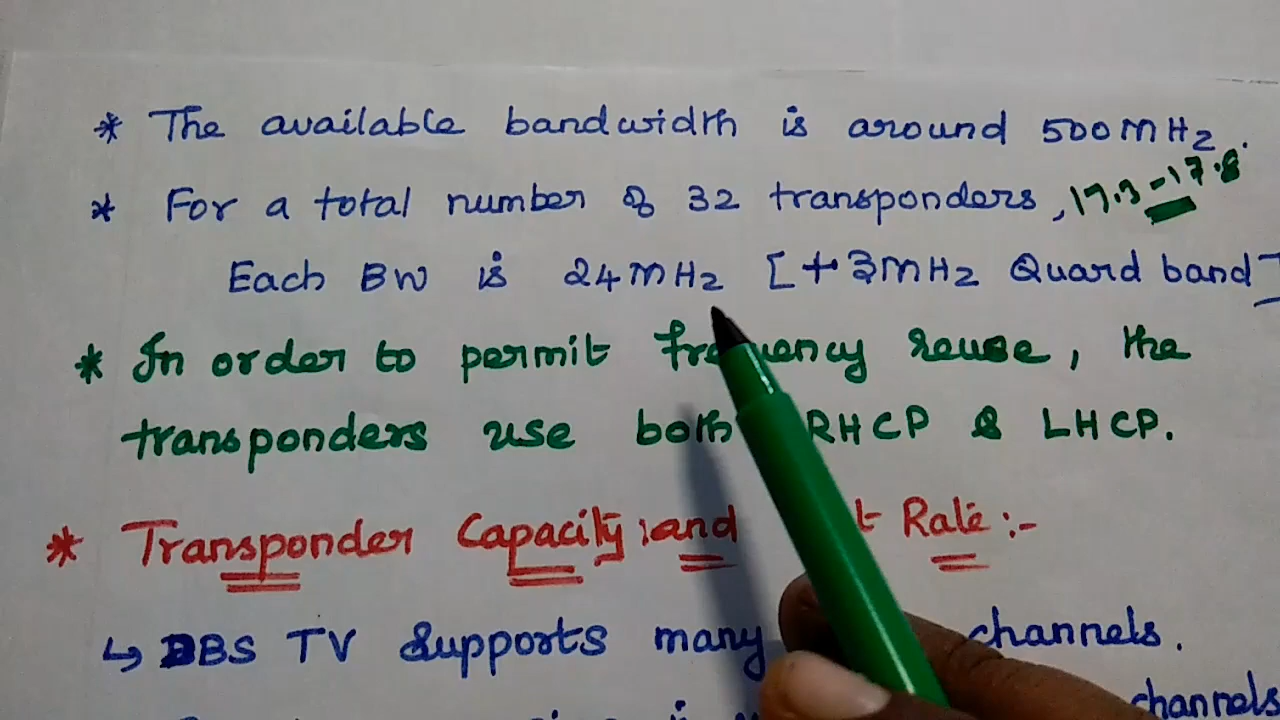 * The available bandwidth is around 500MHz.
* For a total number of 32 transponders, 17.3-17.8
Each BW is 24MHz [+3MHz Quard band]
* In order to permit frequency reuse, the
transponders use both RHCP & LHCP.
* Transponder Capacity: and Rate :-
↳ DBS TV Supports many channels.
channels